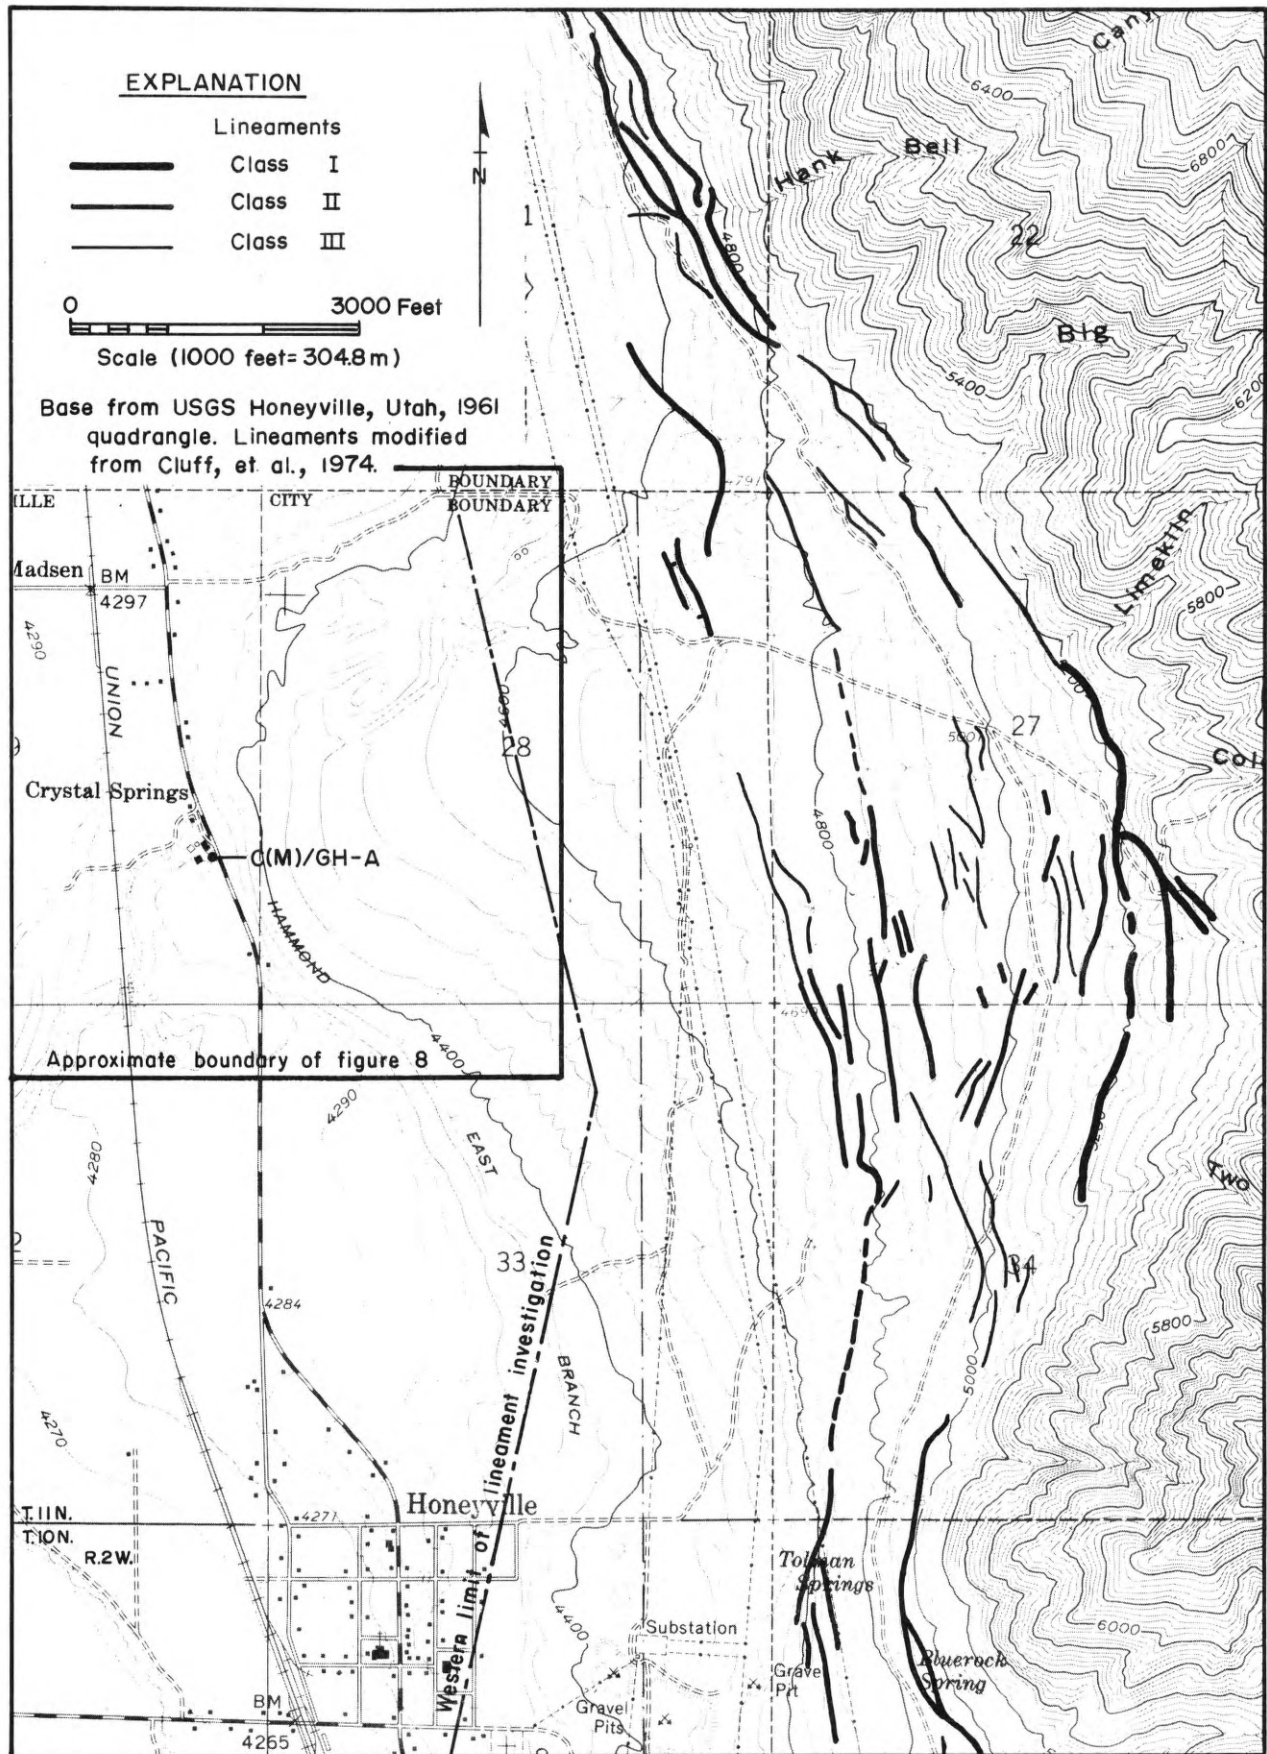 EXPLANATION
Lineaments
Class I
Class II
Class III
N
0 3000 Feet
Scale (1000 feet= 304.8 m)
Base from USGS Honeyville, Utah, 1961
quadrangle. Lineaments modified
from Cluff, et al., 1974.
Hank Bell
6400
6800
22
4800
Big
5400
6200
1
BOUNDARY
ILLE CITY BOUNDARY
4791
Limekiln
5800
Madsen BM
4297
4290
UNION
4600
28
27
Crystal Springs
C(M)/GH-A
4800
HAMMOND
4400
Approximate boundary of figure 8
4290
4280
EAST
PACIFIC
33
34
TWO
4284
Western limit of lineament investigation
BRANCH
5800
5000
4270
Honeyville
T.11N.
T.10N.
R.2W.
4271
Tolman
Springs
4400
Substation
6000
Bluerock
Spring
Gravel
Pit
Gravel
Pits
BM
4265